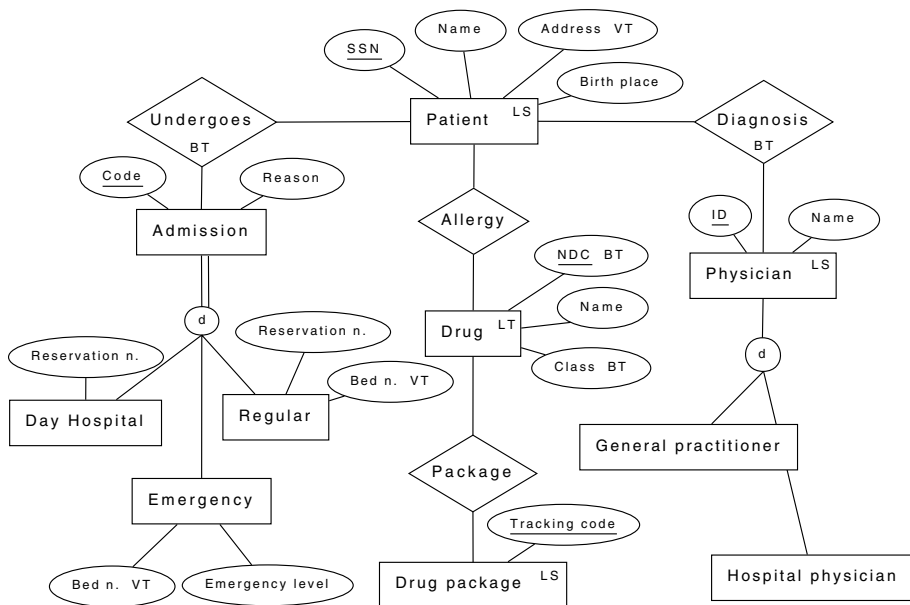 Name
Address VT
SSN
Birth place
Undergoes
BT
Patient LS
Diagnosis
BT
Code
Reason
Admission
Allergy
ID
Name
Physician LS
NDC BT
Name
Drug LT
Class BT
d
d
Reservation n.
Reservation n.
Bed n. VT
Day Hospital
Regular
General practitioner
Package
Emergency
Tracking code
Bed n. VT
Emergency level
Drug package LS
Hospital physician